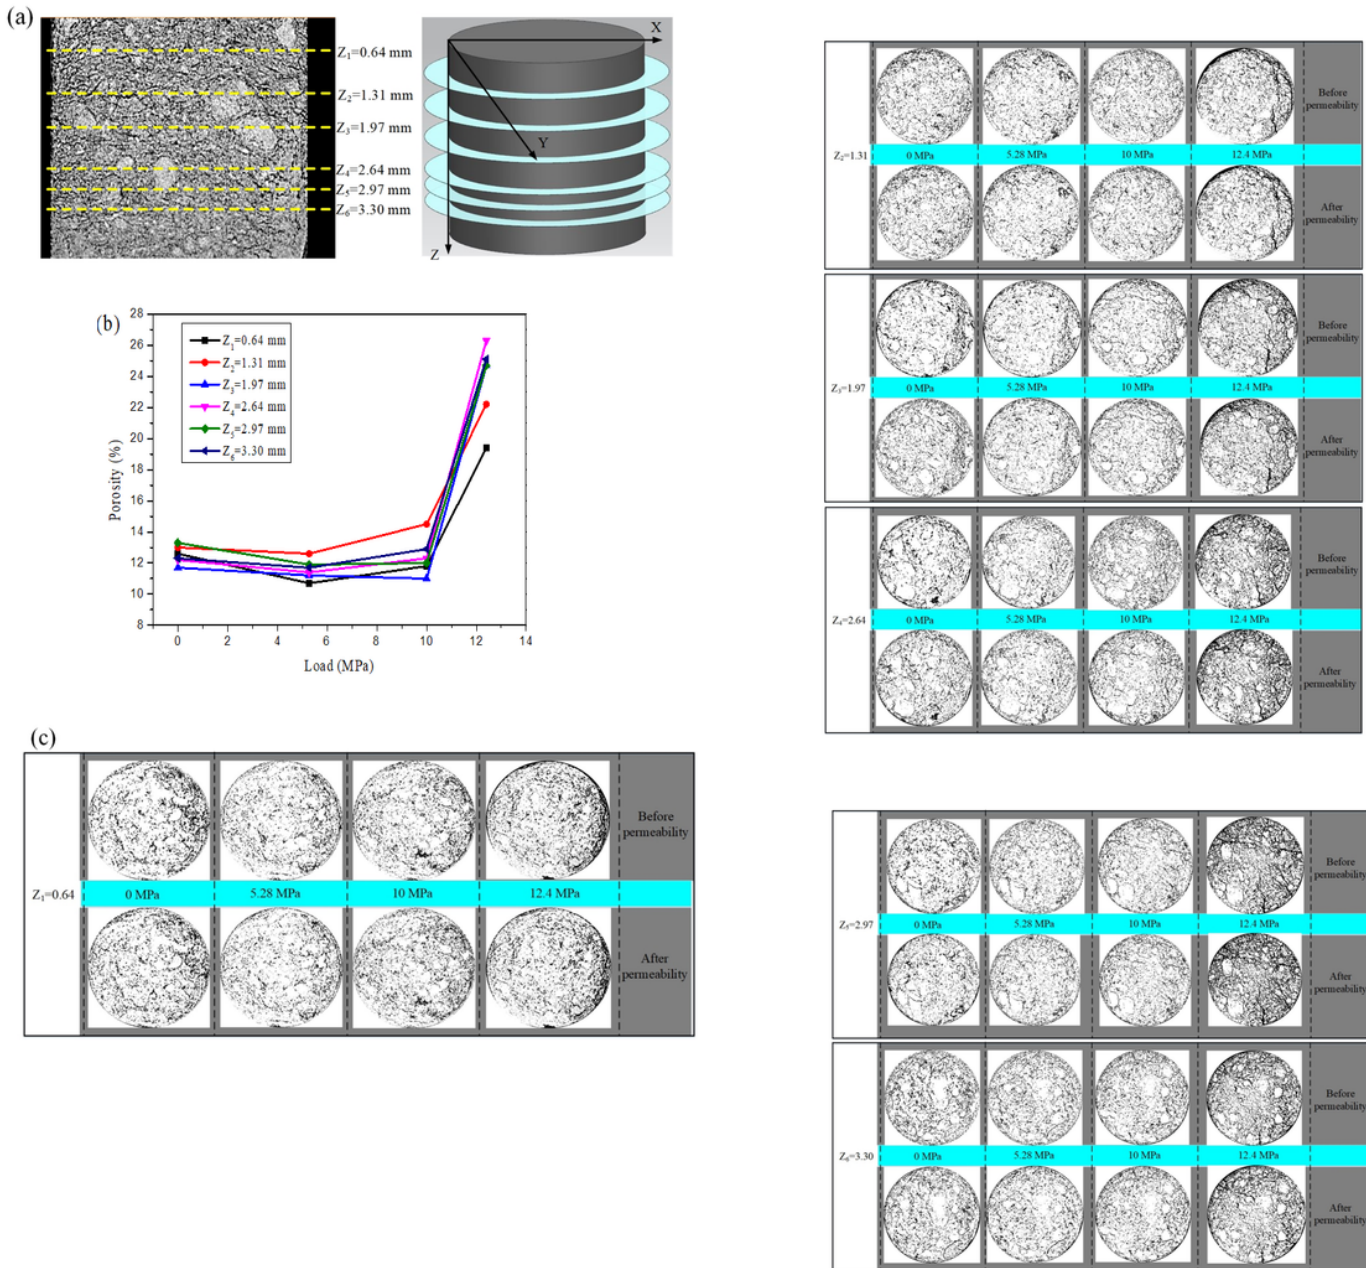 (a)
Z₁=0.64 mm
Z₂=1.31 mm
Z₃=1.97 mm
Z₄=2.64 mm
Z₅=2.97 mm
Z₆=3.30 mm
X
Y
Z
(b)
28
26
24
22
20
18
16
14
12
10
8
Porosity (%)
Z₁=0.64 mm
Z₂=1.31 mm
Z₃=1.97 mm
Z₄=2.64 mm
Z₅=2.97 mm
Z₆=3.30 mm
0 2 4 6 8 10 12 14
Load (MPa)
(c)
Before
permeability
Z₁=0.64 0 MPa 5.28 MPa 10 MPa 12.4 MPa
After
permeability
Before
permeability
Z₂=1.31 0 MPa 5.28 MPa 10 MPa 12.4 MPa
After
permeability
Before
permeability
Z₃=1.97 0 MPa 5.28 MPa 10 MPa 12.4 MPa
After
permeability
Before
permeability
Z₄=2.64 0 MPa 5.28 MPa 10 MPa 12.4 MPa
After
permeability
Before
permeability
Z₅=2.97 0 MPa 5.28 MPa 10 MPa 12.4 MPa
After
permeability
Before
permeability
Z₆=3.30 0 MPa 5.28 MPa 10 MPa 12.4 MPa
After
permeability